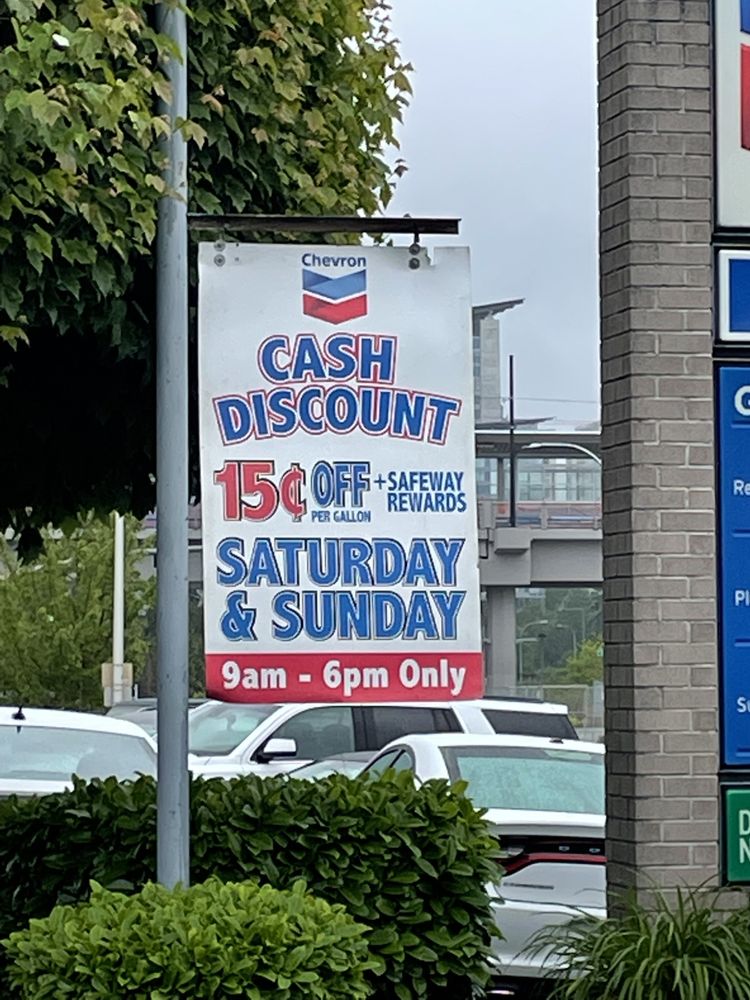 Chevron
CASH
DISCOUNT
15¢ OFF + SAFEWAY
PER GALLON REWARDS
SATURDAY
& SUNDAY
9am - 6pm Only